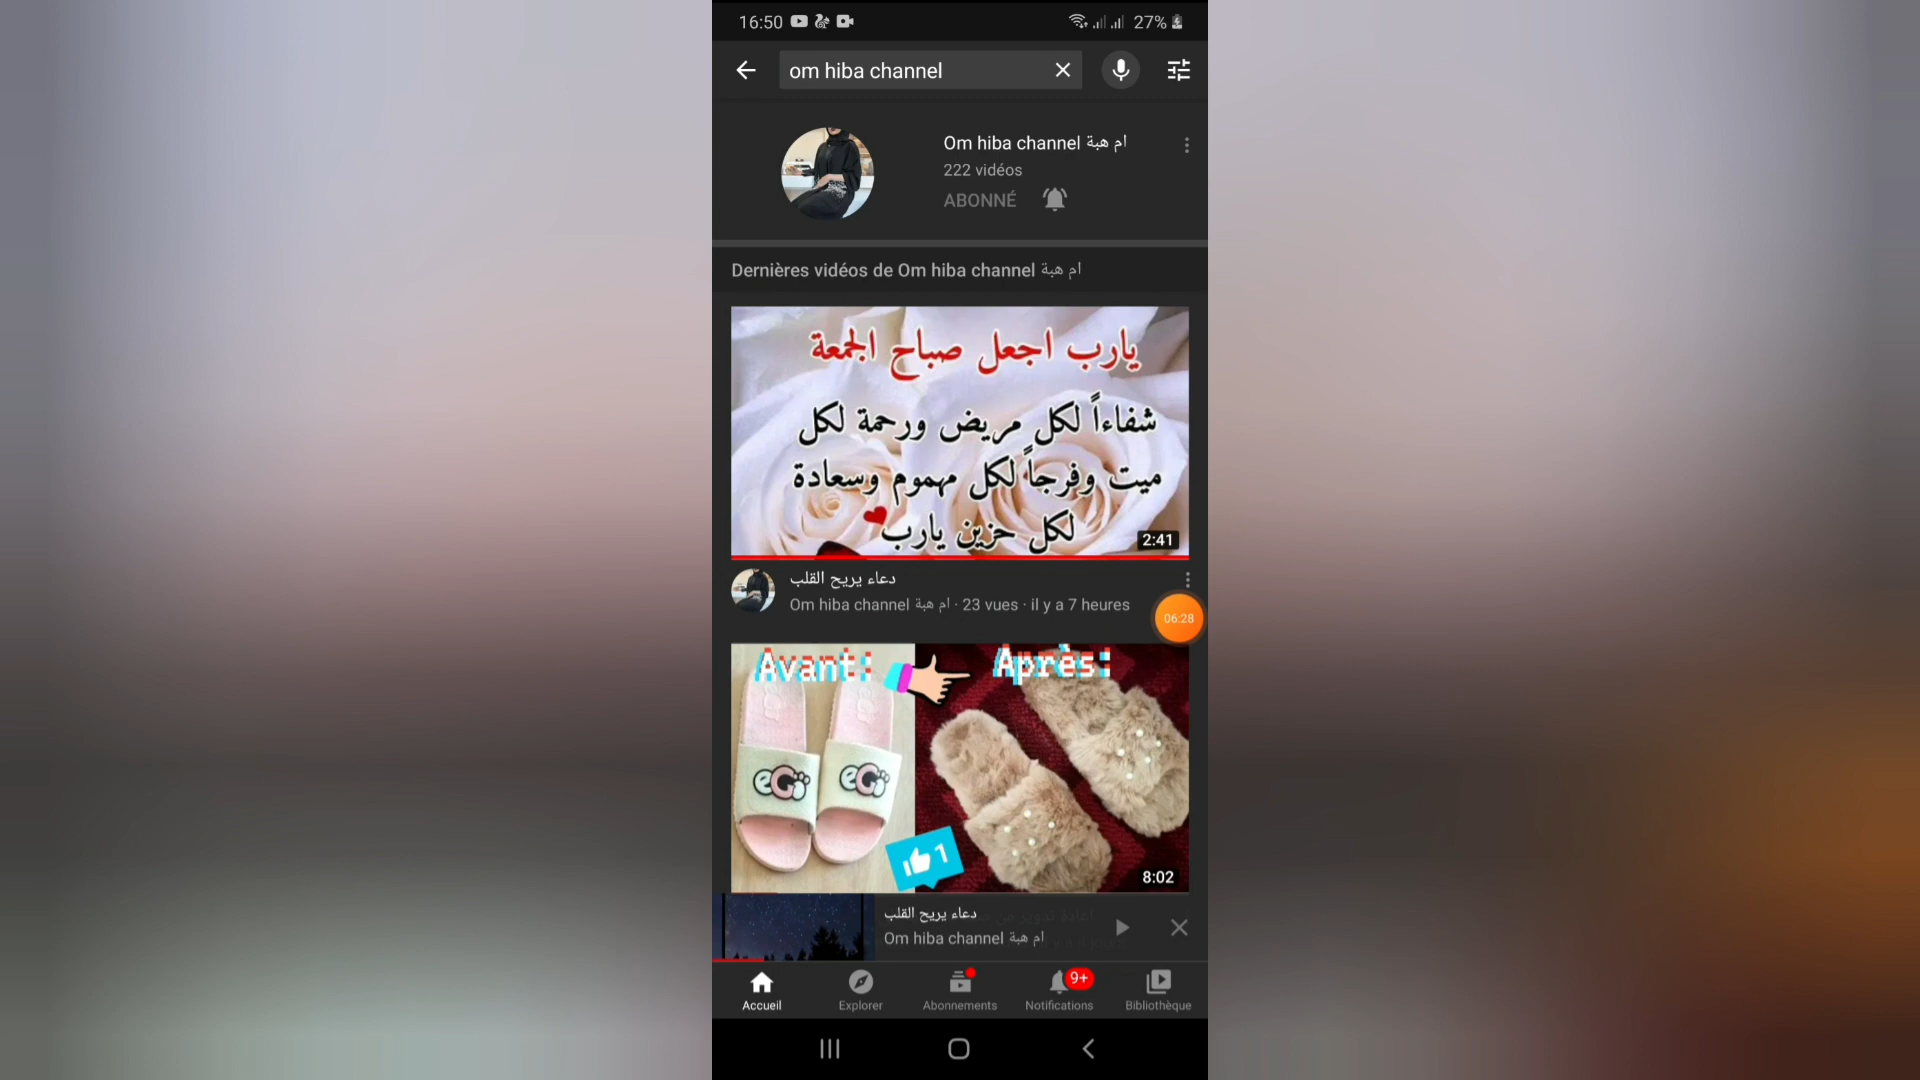 16:50
27%
om hiba channel
Om hiba channel ام هبة
222 vidéos
ABONNÉ
Dernières vidéos de Om hiba channel ام هبة
يارب اجعل صباح الجمعة
شفاءاً لكل مريض ورحمة لكل
ميت وفرجاً لكل مهموم وسعادة
لكل حزين يارب
2:41
دعاء يريح القلب
Om hiba channel ام هبة · 23 vues · il y a 7 heures
06:28
Avant: Après:
eGi eGi
1
8:02
دعاء يريح القلب
Om hiba channel ام هبة
9+
Accueil Explorer Abonnements Notifications Bibliothèque